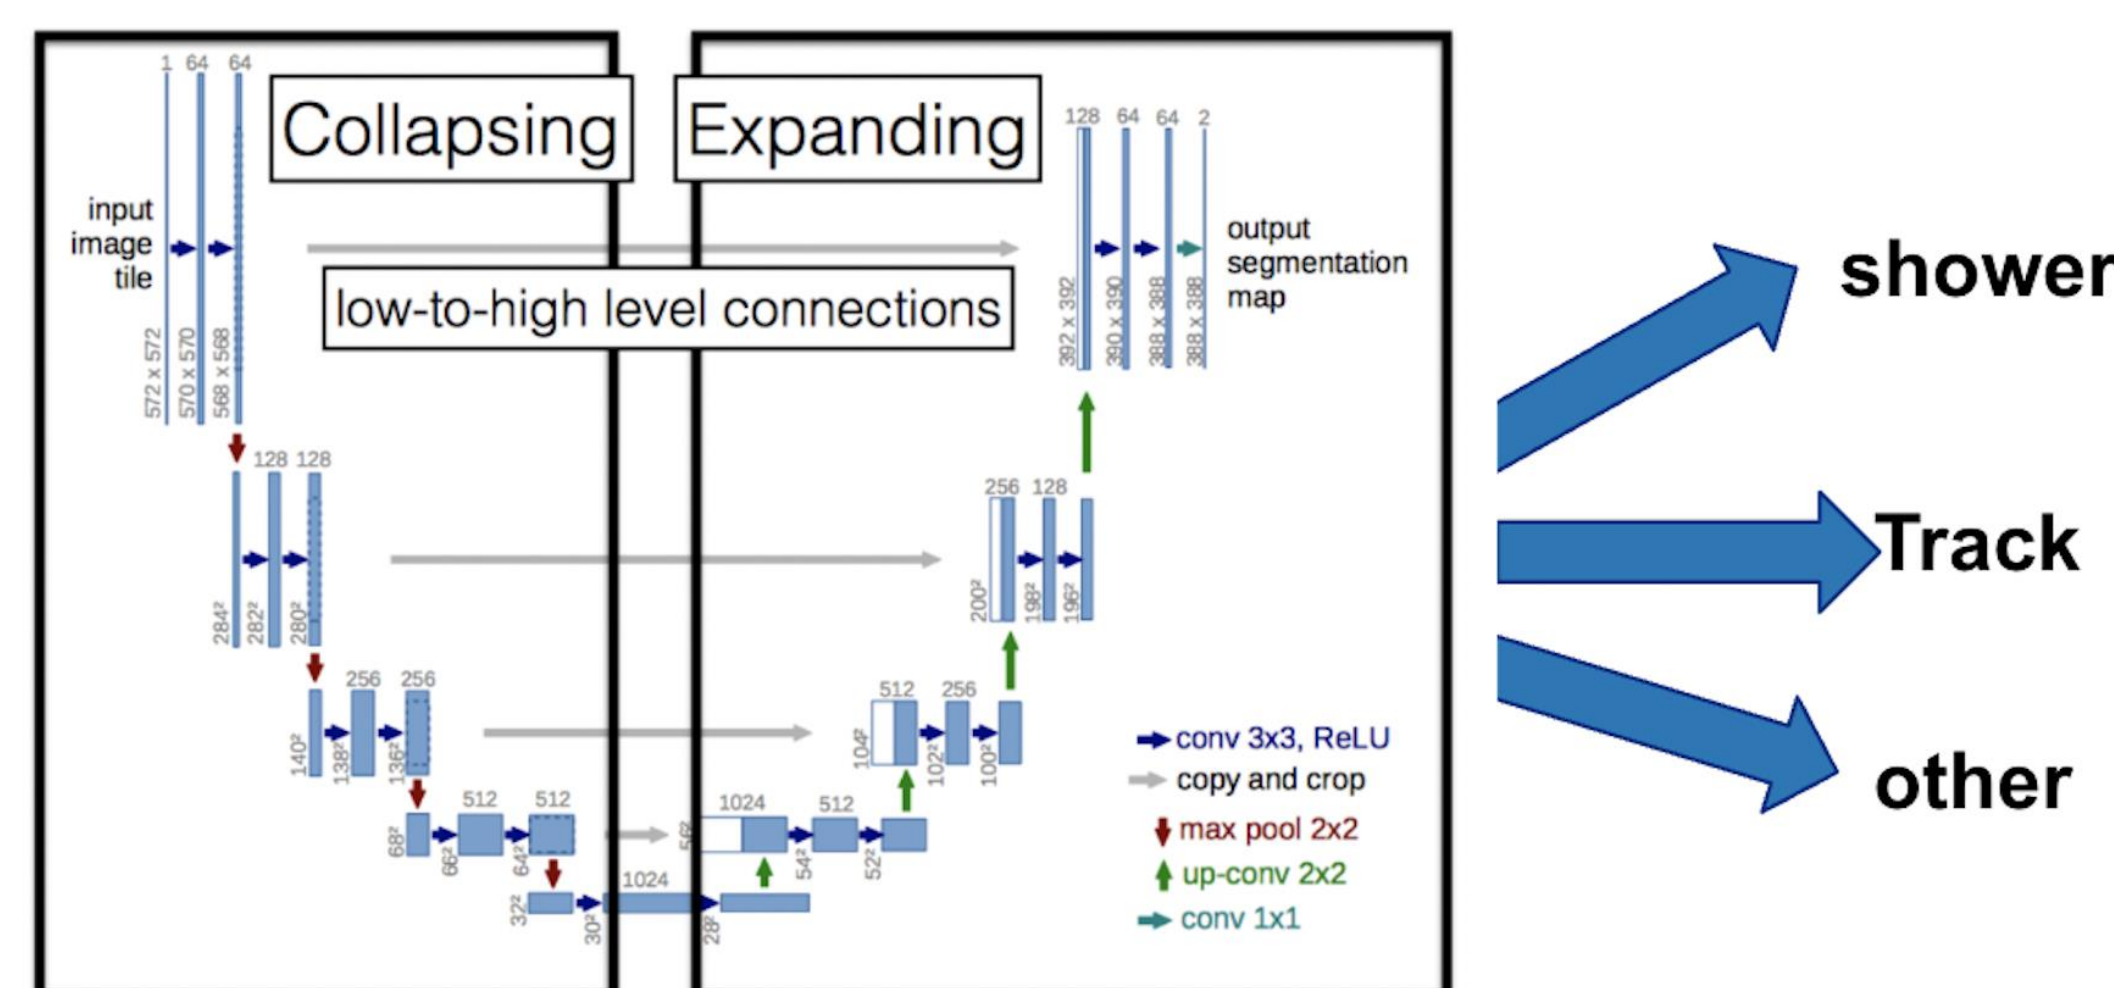 1 64 64
Collapsing
Expanding
128 64 64 2
input
image
tile
output
segmentation
map
low-to-high level connections
572 x 572
570 x 570
568 x 568
392 x 392
390 x 390
388 x 388
388 x 388
128 128
284²
282²
280²
256 128
200²
198²
196²
256 256
140²
138²
136²
512 256
104²
102²
100²
512 512
68²
66²
64²
1024 512
56²
54²
52²
1024
32²
30²
28²
conv 3x3, ReLU
copy and crop
max pool 2x2
up-conv 2x2
conv 1x1
shower
Track
other